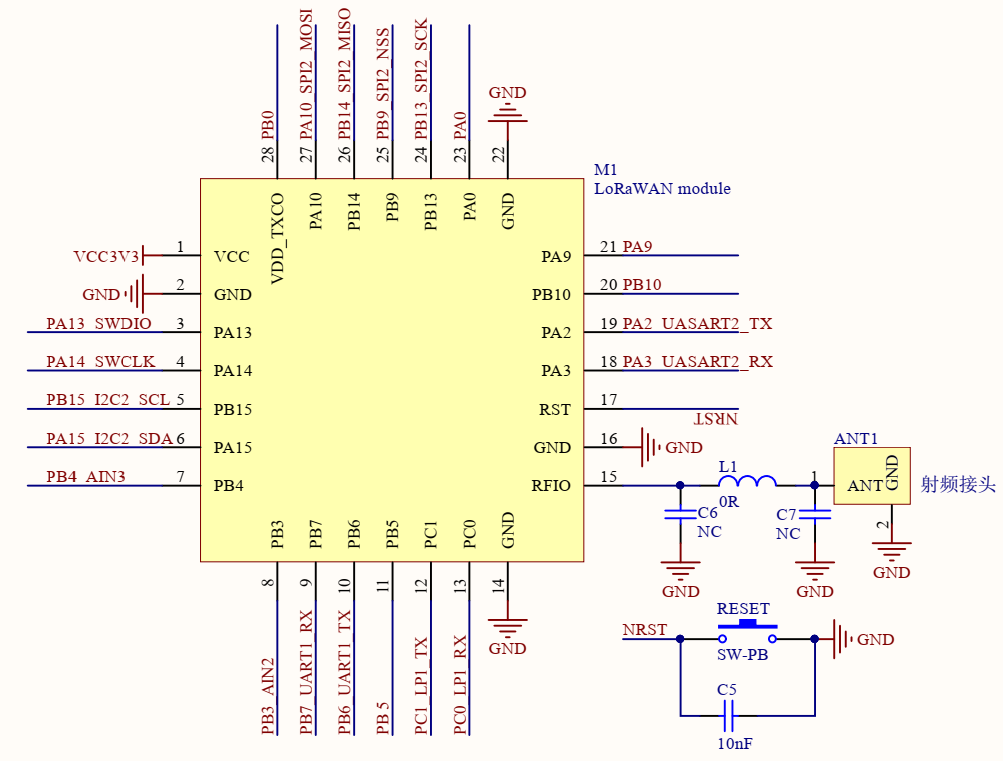 PB0
PA10 SPI2 MOSI
PB14 SPI2 MISO
PB9 SPI2 NSS
PB13 SPI2 SCK
PA0
GND
28
27
26
25
24
23
22
M1
LoRaWAN module
VDD_TXCO
PA10
PB14
PB9
PB13
PA0
GND
VCC3V3
1
VCC
GND
2
GND
PA13 SWDIO
3
PA13
PA14 SWCLK
4
PA14
PB15 I2C2 SCL
5
PB15
PA15 I2C2 SDA
6
PA15
PB4 AIN3
7
PB4
PA9
21
PA9
PB10
20
PB10
PA2
19
PA2 UASART2_TX
PA3
18
PA3 UASART2_RX
RST
17
NRST
GND
16
GND
RFIO
15
L1
0R
C6
NC
GND
C7
NC
GND
ANT1
1
ANT
GND
射频接头
2
GND
PB3
PB7
PB6
PB5
PC1
PC0
GND
8
9
10
11
12
13
14
PB3 AIN2
PB7 UART1 RX
PB6 UART1 TX
PB5
PC1 LP1 TX
PC0 LP1 RX
GND
RESET
NRST
SW-PB
GND
C5
10nF